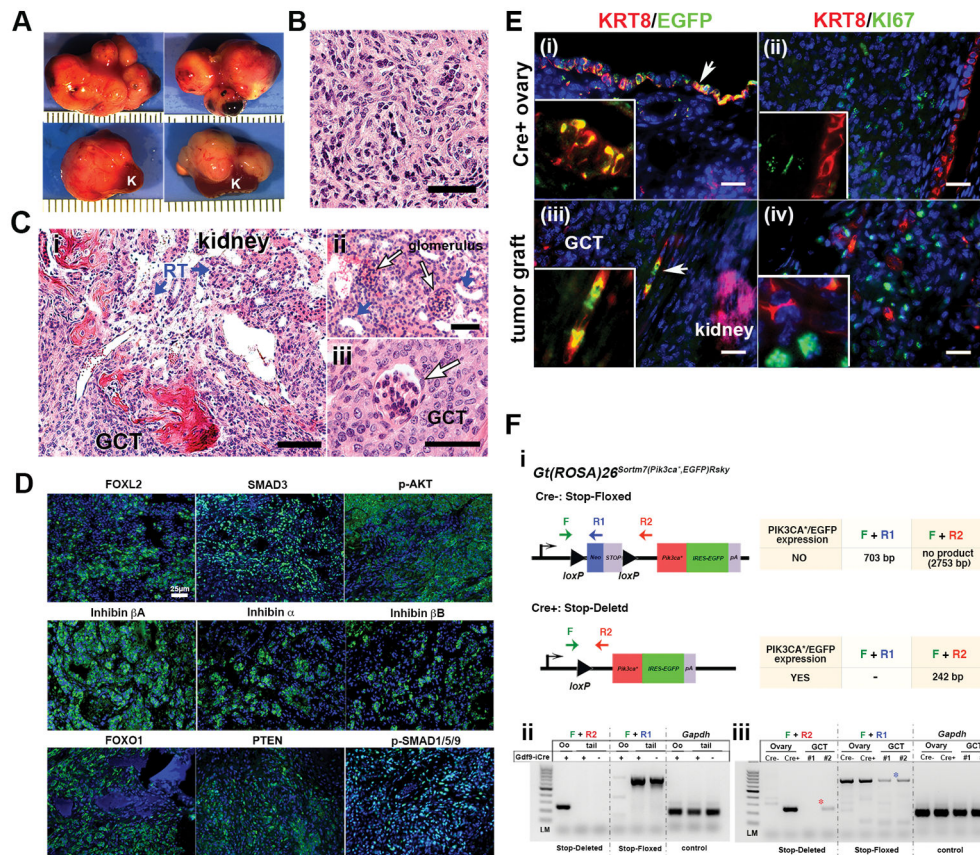 A
K
K
B
C
i
kidney
RT
GCT
ii
glomerulus
iii
GCT
D
FOXL2
SMAD3
p-AKT
25µm
Inhibin βA
Inhibin α
Inhibin βB
FOXO1
PTEN
p-SMAD1/5/9
E
KRT8/EGFP
KRT8/KI67
Cre+ ovary
(i)
(ii)
tumor graft
(iii)
GCT
kidney
(iv)
F
i
Gt(ROSA)26Sortm7(Pik3ca*,EGFP)Rsky
Cre-: Stop-Floxed
F
R1
R2
Neo
STOP
Pik3ca*
IRES-EGFP
pA
loxP
loxP
PIK3CA*/EGFP expression
F + R1
F + R2
NO
703 bp
no product (2753 bp)
Cre+: Stop-Deletd
F
R2
Pik3ca*
IRES-EGFP
pA
loxP
PIK3CA*/EGFP expression
F + R1
F + R2
YES
-
242 bp
ii
F + R2
F + R1
Gapdh
Oo tail Oo tail Oo tail
Gdf9-iCre + + - + + - + + -
LM
Stop-Deleted
Stop-Floxed
control
iii
F + R2
F + R1
Gapdh
Ovary GCT Ovary GCT Ovary GCT
Cre- Cre+ #1 #2 Cre- Cre+ #1 #2 Cre- Cre+ #1
*
*
LM
Stop-Deleted
Stop-Floxed
control